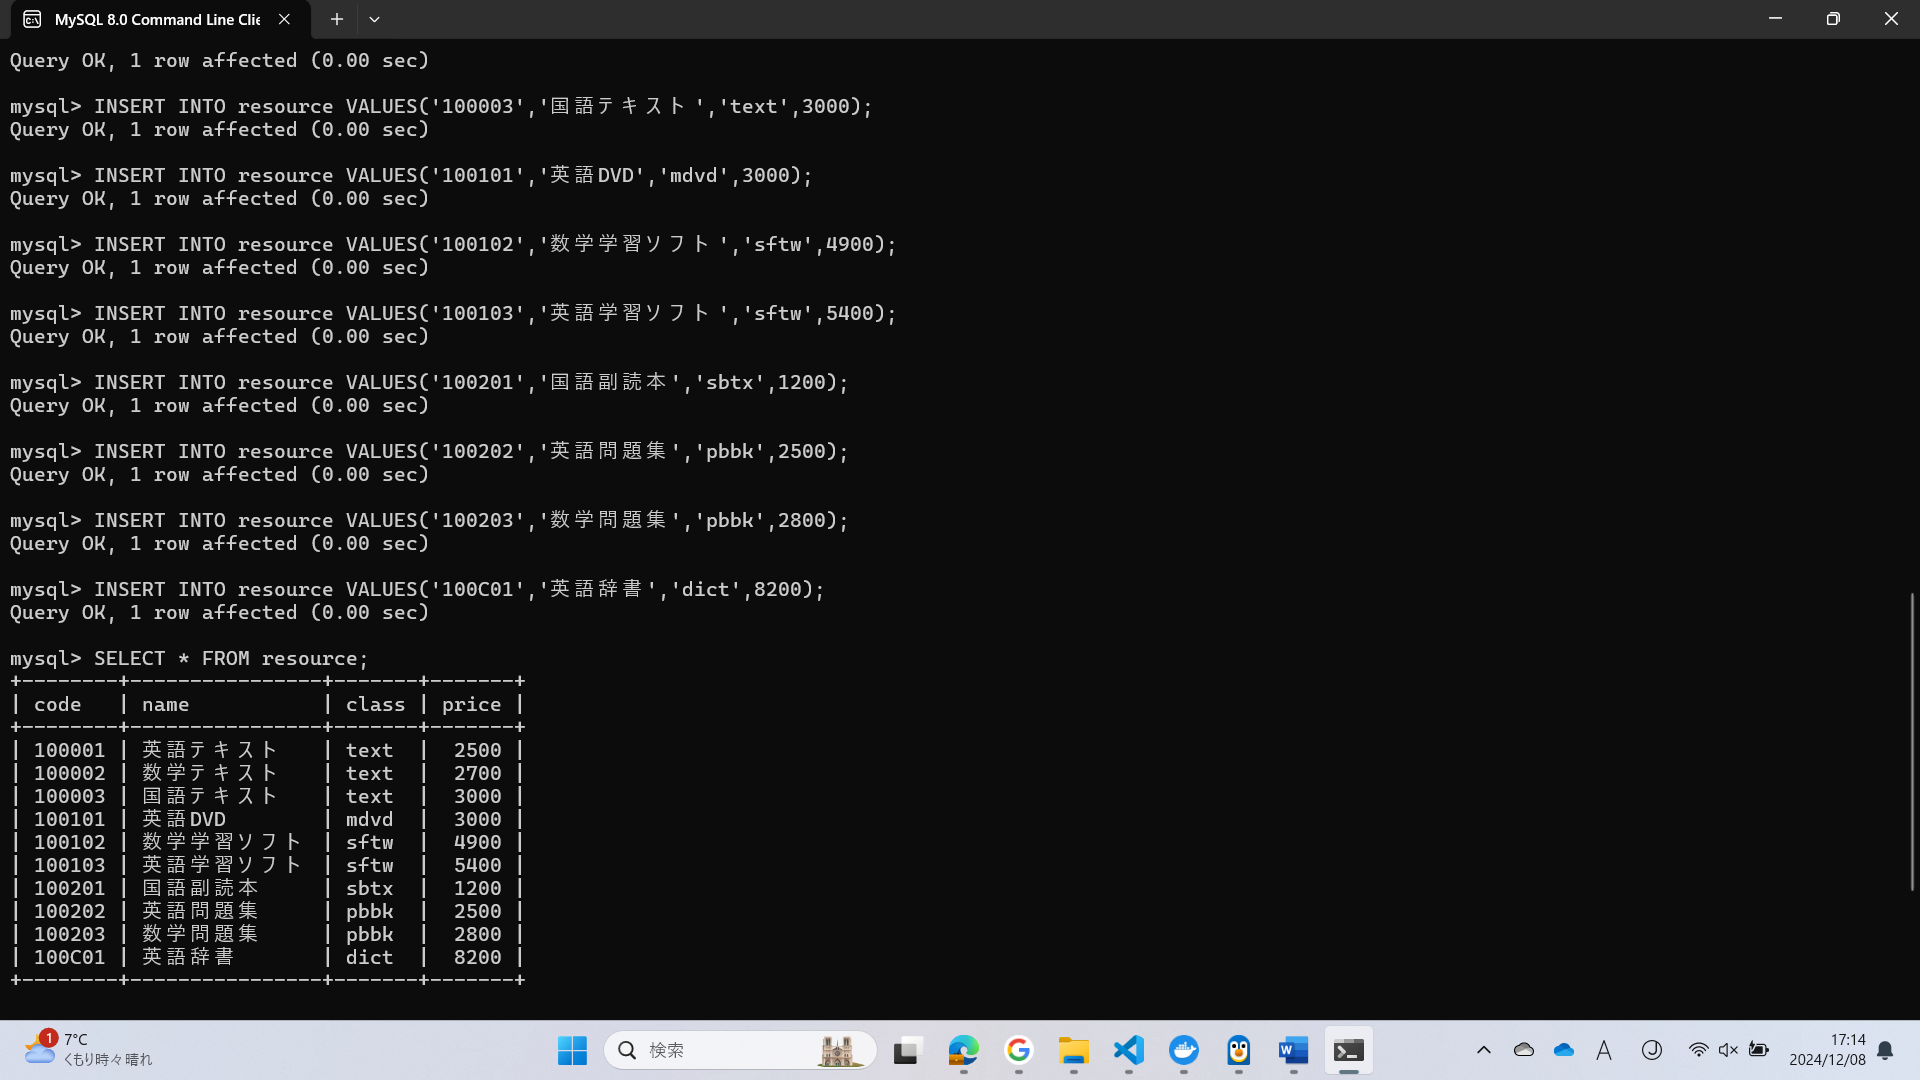 MySQL 8.0 Command Line Clie
Query OK, 1 row affected (0.00 sec)
mysql> INSERT INTO resource VALUES('100003','国語テキスト','text',3000);
Query OK, 1 row affected (0.00 sec)
mysql> INSERT INTO resource VALUES('100101','英語DVD','mdvd',3000);
Query OK, 1 row affected (0.00 sec)
mysql> INSERT INTO resource VALUES('100102','数学学習ソフト','sftw',4900);
Query OK, 1 row affected (0.00 sec)
mysql> INSERT INTO resource VALUES('100103','英語学習ソフト','sftw',5400);
Query OK, 1 row affected (0.00 sec)
mysql> INSERT INTO resource VALUES('100201','国語副読本','sbtx',1200);
Query OK, 1 row affected (0.00 sec)
mysql> INSERT INTO resource VALUES('100202','英語問題集','pbbk',2500);
Query OK, 1 row affected (0.00 sec)
mysql> INSERT INTO resource VALUES('100203','数学問題集','pbbk',2800);
Query OK, 1 row affected (0.00 sec)
mysql> INSERT INTO resource VALUES('100C01','英語辞書','dict',8200);
Query OK, 1 row affected (0.00 sec)
mysql> SELECT * FROM resource;
+--------+----------------+-------+-------+
| code   | name           | class | price |
+--------+----------------+-------+-------+
| 100001 | 英語テキスト | text  |  2500 |
| 100002 | 数学テキスト | text  |  2700 |
| 100003 | 国語テキスト | text  |  3000 |
| 100101 | 英語DVD | mdvd  |  3000 |
| 100102 | 数学学習ソフト | sftw  |  4900 |
| 100103 | 英語学習ソフト | sftw  |  5400 |
| 100201 | 国語副読本 | sbtx  |  1200 |
| 100202 | 英語問題集 | pbbk  |  2500 |
| 100203 | 数学問題集 | pbbk  |  2800 |
| 100C01 | 英語辞書 | dict  |  8200 |
+--------+----------------+-------+-------+
1
7°C
くもり時々晴れ
検索
W
A
J
17:14
2024/12/08